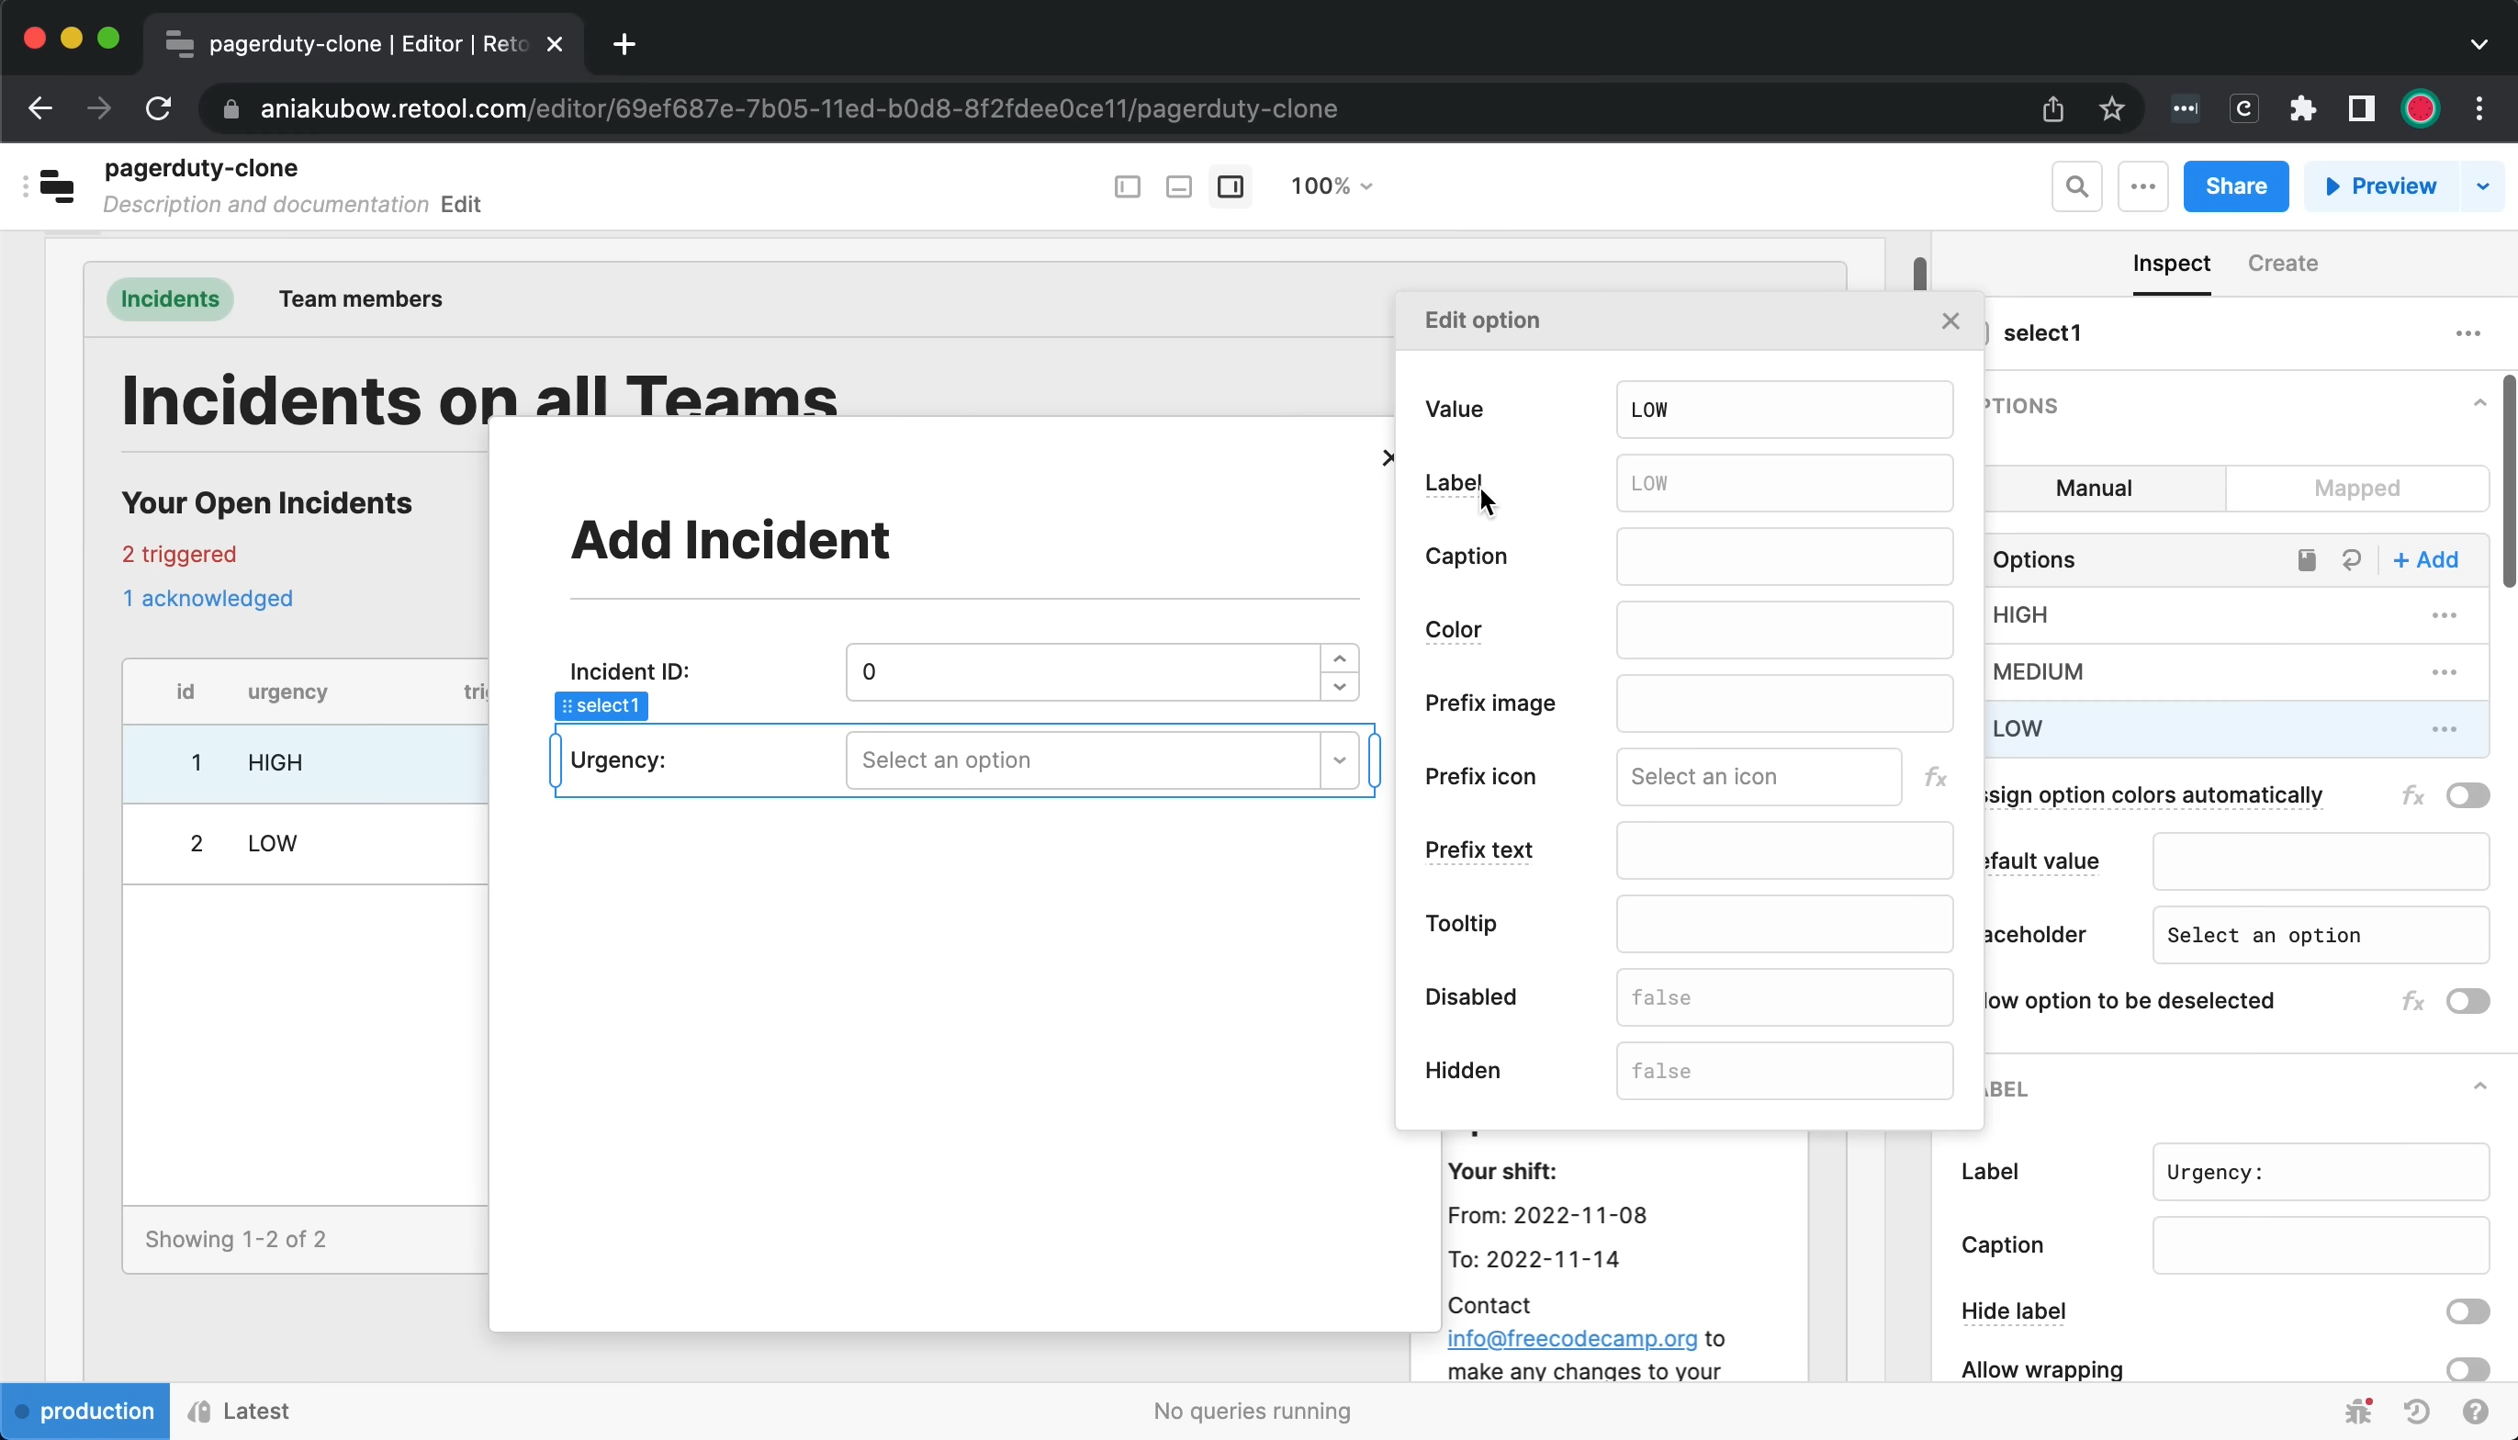 pagerduty-clone | Editor | Reto
aniakubow.retool.com/editor/69ef687e-7b05-11ed-b0d8-8f2fdee0ce11/pagerduty-clone
pagerduty-clone
Description and documentation Edit
100%
Share
Preview
Incidents
Team members
Incidents on all Teams
Your Open Incidents
2 triggered
1 acknowledged
id urgency
1 HIGH
2 LOW
Showing 1-2 of 2
Add Incident
Incident ID: 0
select1
Urgency: Select an option
Edit option
Value LOW
Label LOW
Caption
Color
Prefix image
Prefix icon Select an icon fx
Prefix text
Tooltip
Disabled false
Hidden false
Your shift:
From: 2022-11-08
To: 2022-11-14
Contact
info@freecodecamp.org to
make any changes to your
Inspect Create
select1
PTIONS
Manual Mapped
Options + Add
HIGH
MEDIUM
LOW
sign option colors automatically fx
efault value
aceholder Select an option
low option to be deselected fx
ABEL
Label Urgency:
Caption
Hide label
Allow wrapping
production
Latest
No queries running